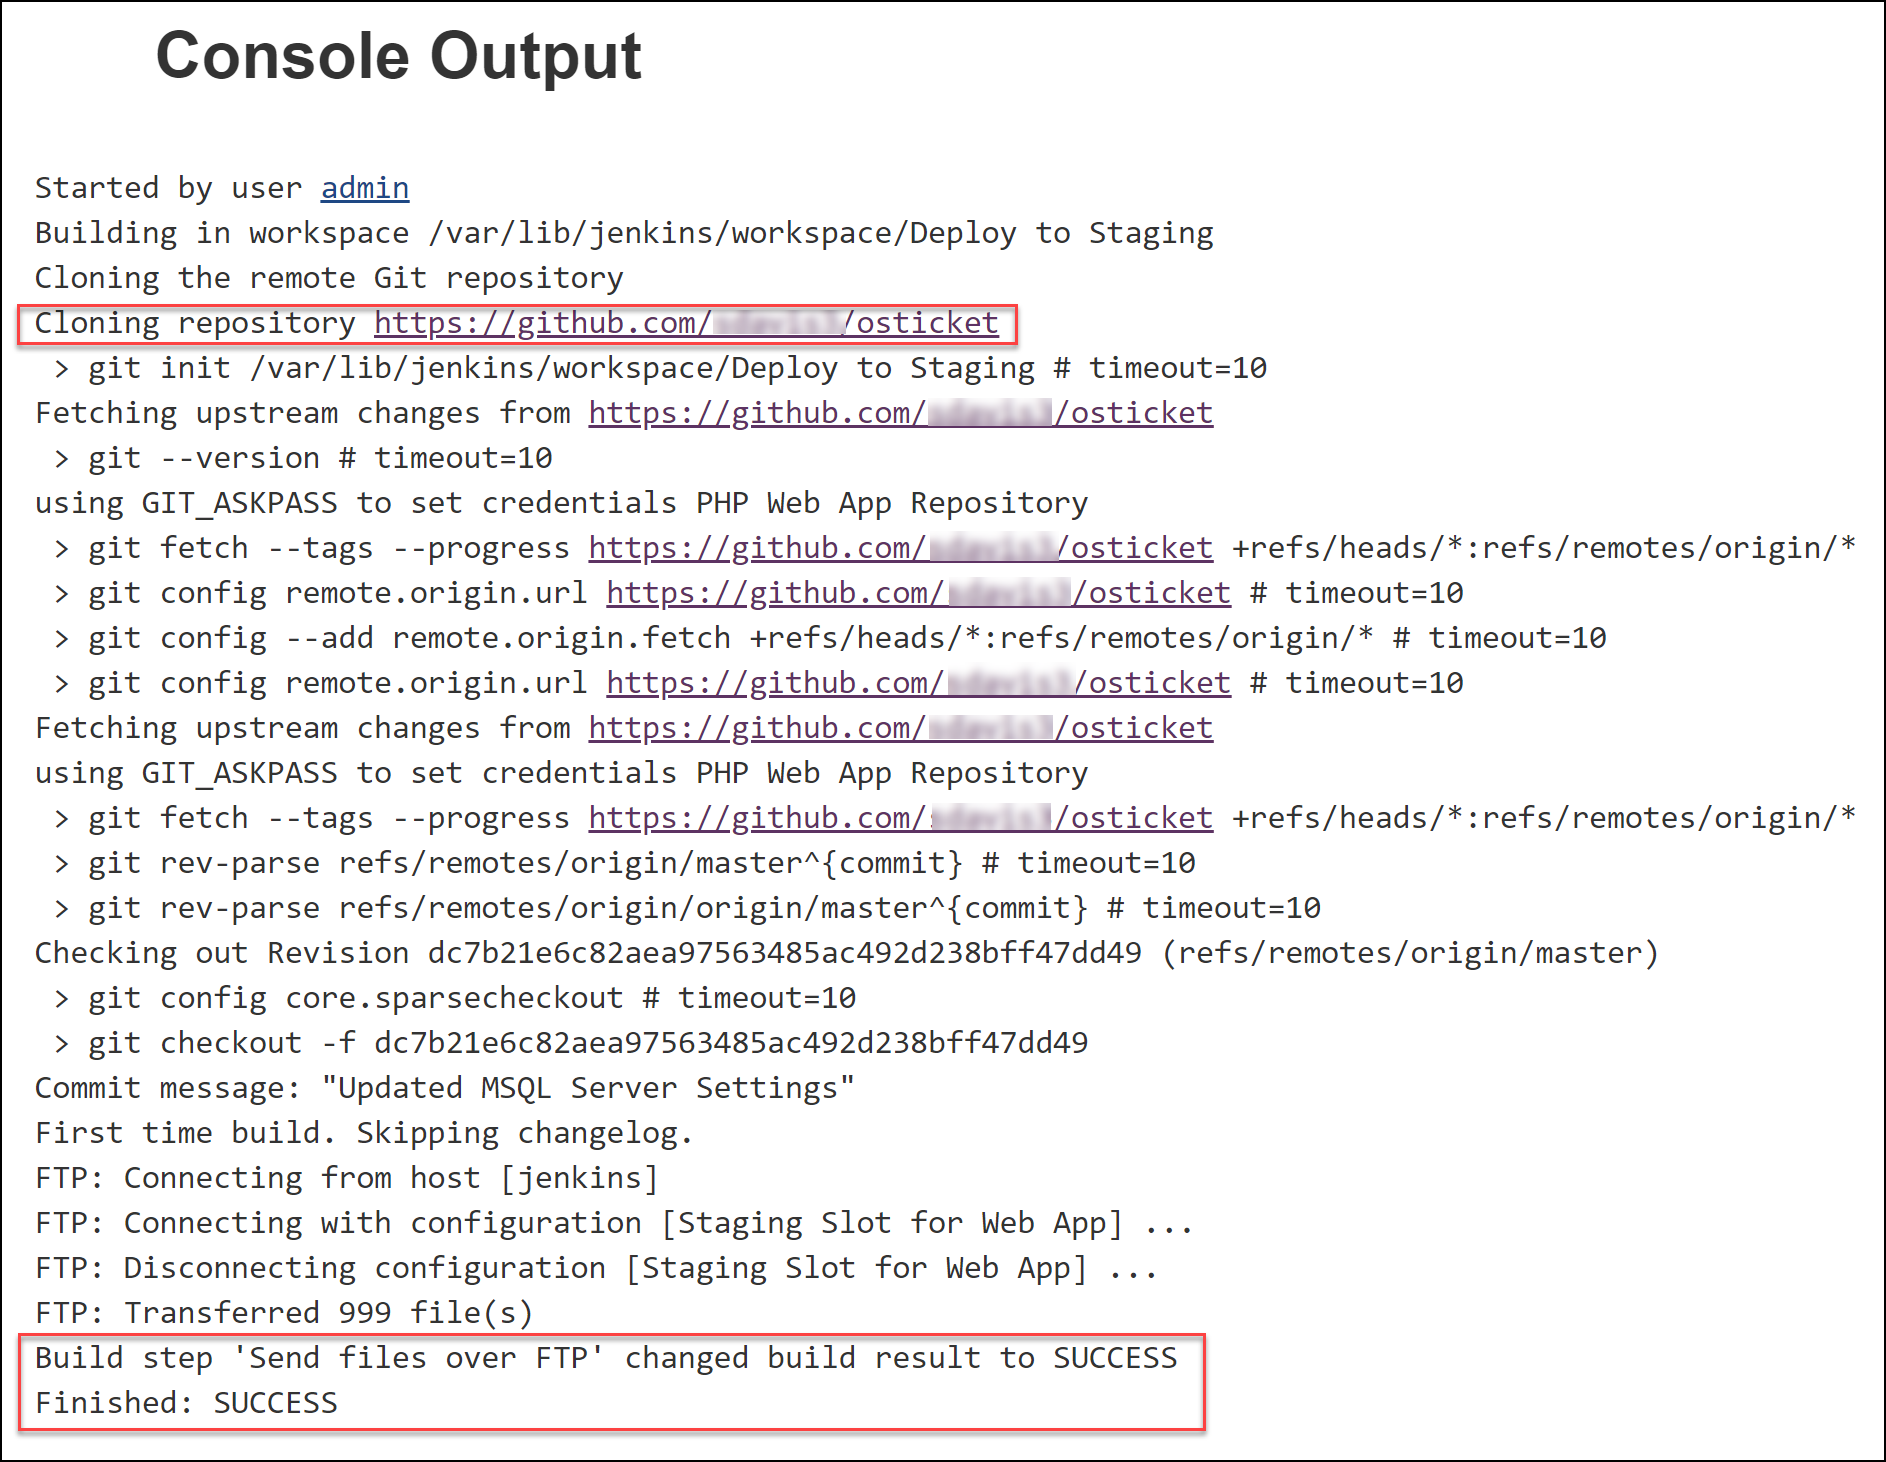 Console Output
Started by user admin
Building in workspace /var/lib/jenkins/workspace/Deploy to Staging
Cloning the remote Git repository
Cloning repository https://github.com/ /osticket
> git init /var/lib/jenkins/workspace/Deploy to Staging # timeout=10
Fetching upstream changes from https://github.com/ /osticket
> git --version # timeout=10
using GIT_ASKPASS to set credentials PHP Web App Repository
> git fetch --tags --progress https://github.com/ /osticket +refs/heads/*:refs/remotes/origin/*
> git config remote.origin.url https://github.com/ /osticket # timeout=10
> git config --add remote.origin.fetch +refs/heads/*:refs/remotes/origin/* # timeout=10
> git config remote.origin.url https://github.com/ /osticket # timeout=10
Fetching upstream changes from https://github.com/ /osticket
using GIT_ASKPASS to set credentials PHP Web App Repository
> git fetch --tags --progress https://github.com/ /osticket +refs/heads/*:refs/remotes/origin/*
> git rev-parse refs/remotes/origin/master^{commit} # timeout=10
> git rev-parse refs/remotes/origin/origin/master^{commit} # timeout=10
Checking out Revision dc7b21e6c82aea97563485ac492d238bff47dd49 (refs/remotes/origin/master)
> git config core.sparsecheckout # timeout=10
> git checkout -f dc7b21e6c82aea97563485ac492d238bff47dd49
Commit message: "Updated MSQL Server Settings"
First time build. Skipping changelog.
FTP: Connecting from host [jenkins]
FTP: Connecting with configuration [Staging Slot for Web App] ...
FTP: Disconnecting configuration [Staging Slot for Web App] ...
FTP: Transferred 999 file(s)
Build step 'Send files over FTP' changed build result to SUCCESS
Finished: SUCCESS